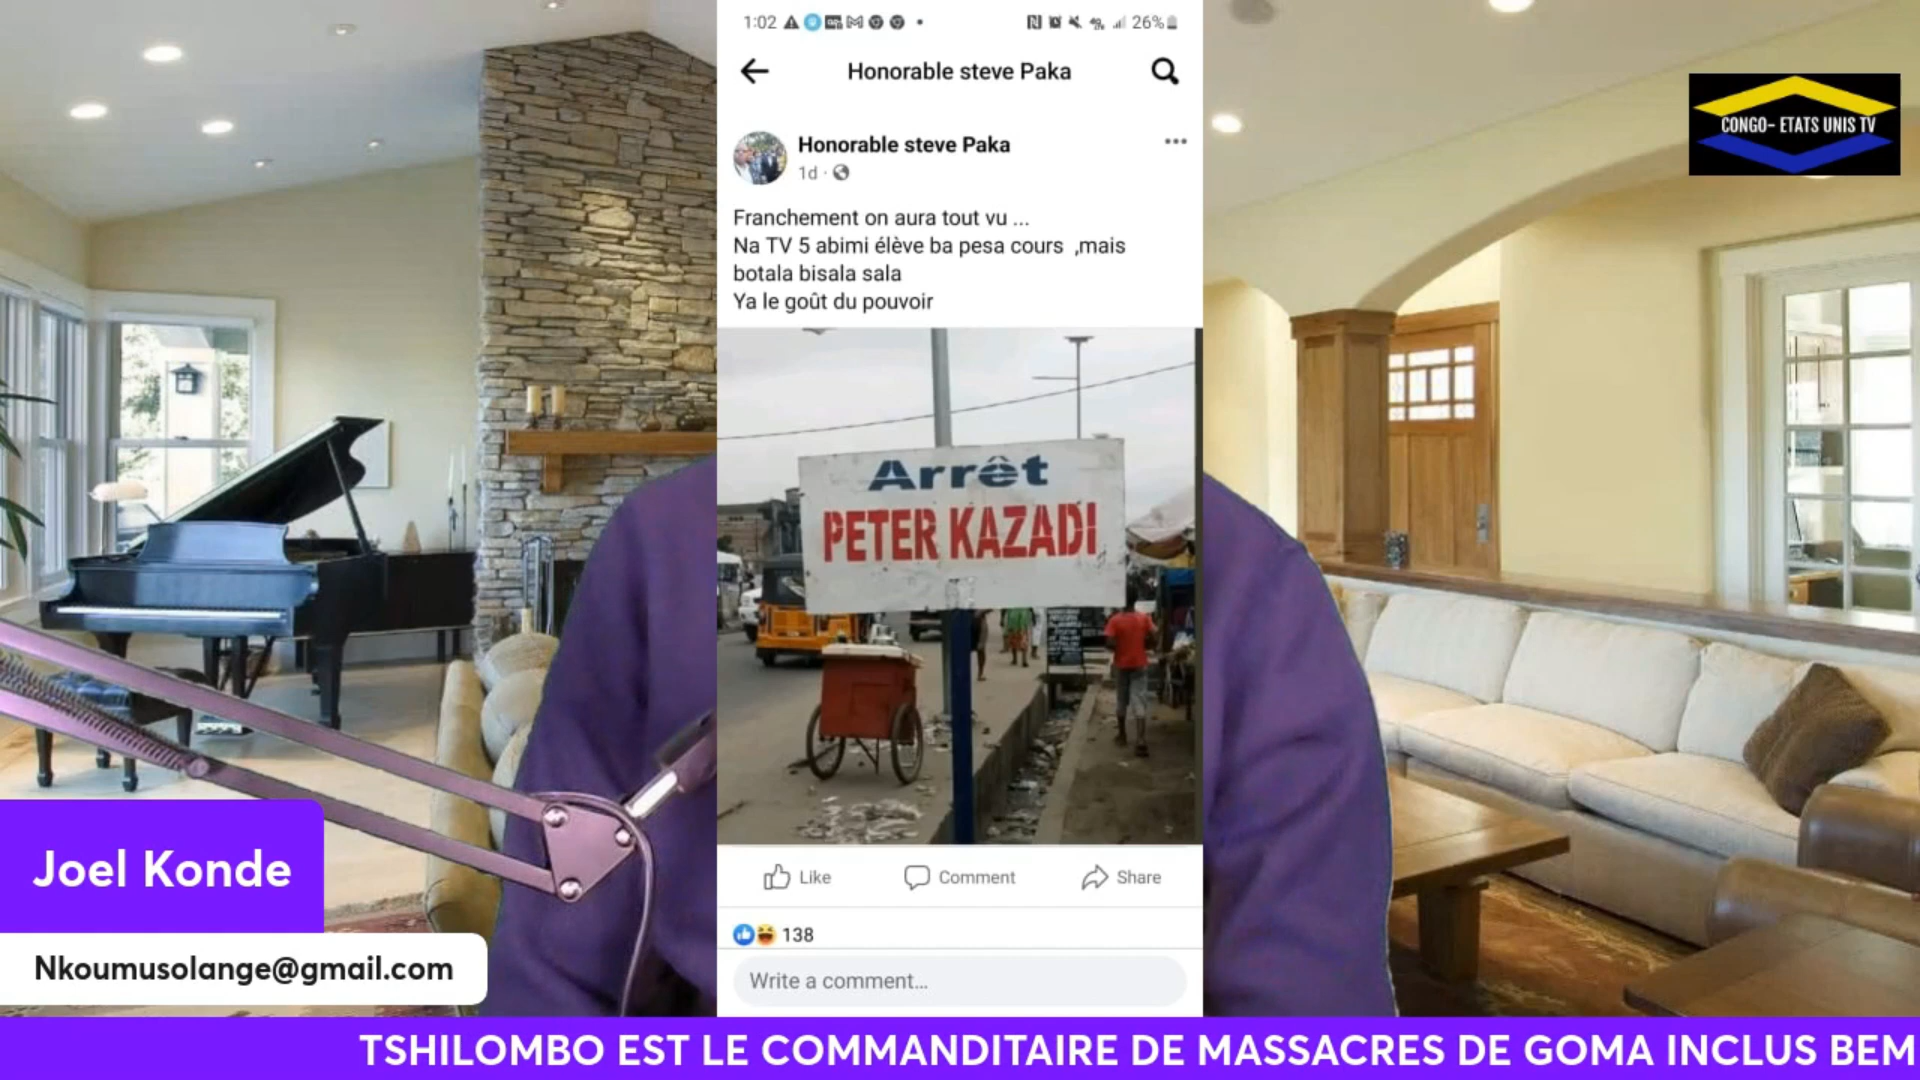 1:02
26%
Honorable steve Paka
CONGO- ETATS UNIS TV
Honorable steve Paka
1d
Franchement on aura tout vu ...
Na TV 5 abimi élève ba pesa cours ,mais
botala bisala sala
Ya le goût du pouvoir
Arrêt
PETER KAZADI
Like
Comment
Share
138
Write a comment...
Joel Konde
Nkoumusolange@gmail.com
TSHILOMBO EST LE COMMANDITAIRE DE MASSACRES DE GOMA INCLUS BEM